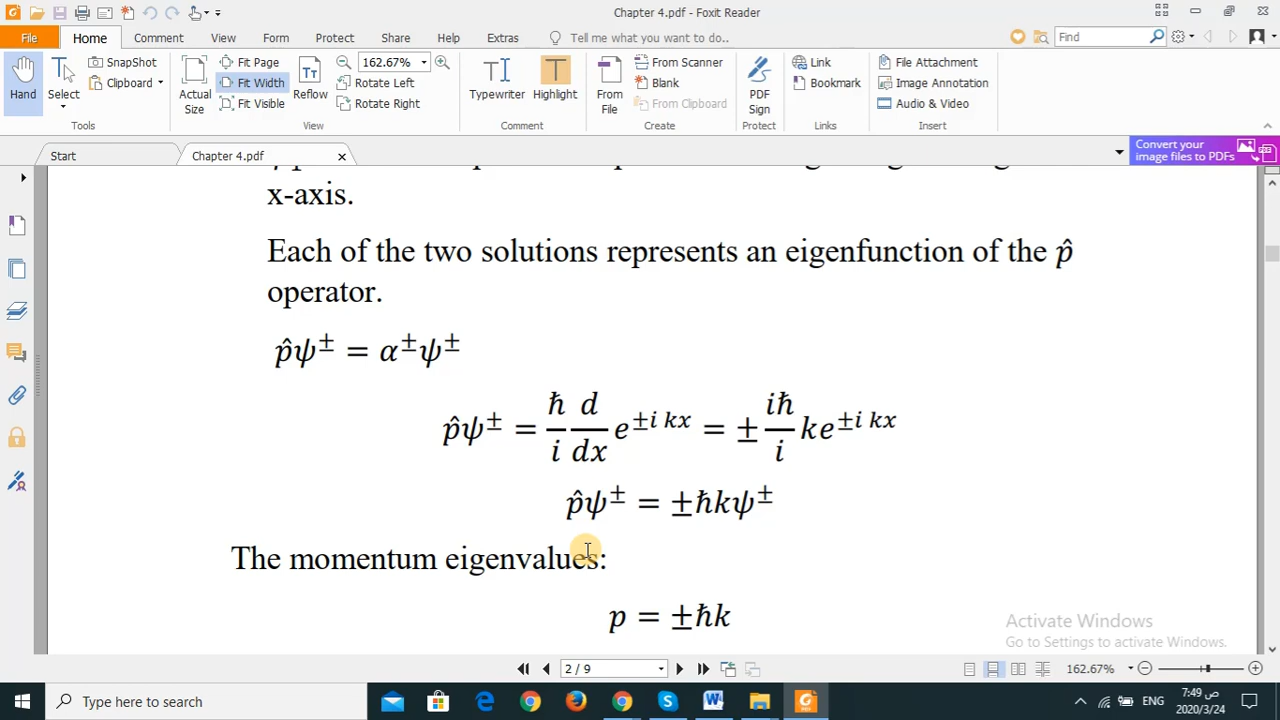 Chapter 4.pdf - Foxit Reader
File Home Comment View Form Protect Share Help Extras Tell me what you want to do.. Find
Hand
Select
SnapShot
Clipboard
Tools
Actual Size
Fit Page
Fit Width
Fit Visible
Reflow
162.67%
Rotate Left
Rotate Right
View
Typewriter
Highlight
Comment
From File
From Scanner
Blank
From Clipboard
Create
PDF Sign
Protect
Link
Bookmark
Links
File Attachment
Image Annotation
Audio & Video
Insert
Start
Chapter 4.pdf
Convert your
image files to PDFs
x-axis.
Each of the two solutions represents an eigenfunction of the p̂
operator.
p̂ψ± = α±ψ±
p̂ψ± = ħ/i d/dx e^{±i kx} = ± iħ/i ke^{±i kx}
p̂ψ± = ±ħkψ±
The momentum eigenvalues:
p = ±ħk
Activate Windows
Go to Settings to activate Windows.
2 / 9
162.67%
Type here to search
ENG
7:49 ص
2020/3/24